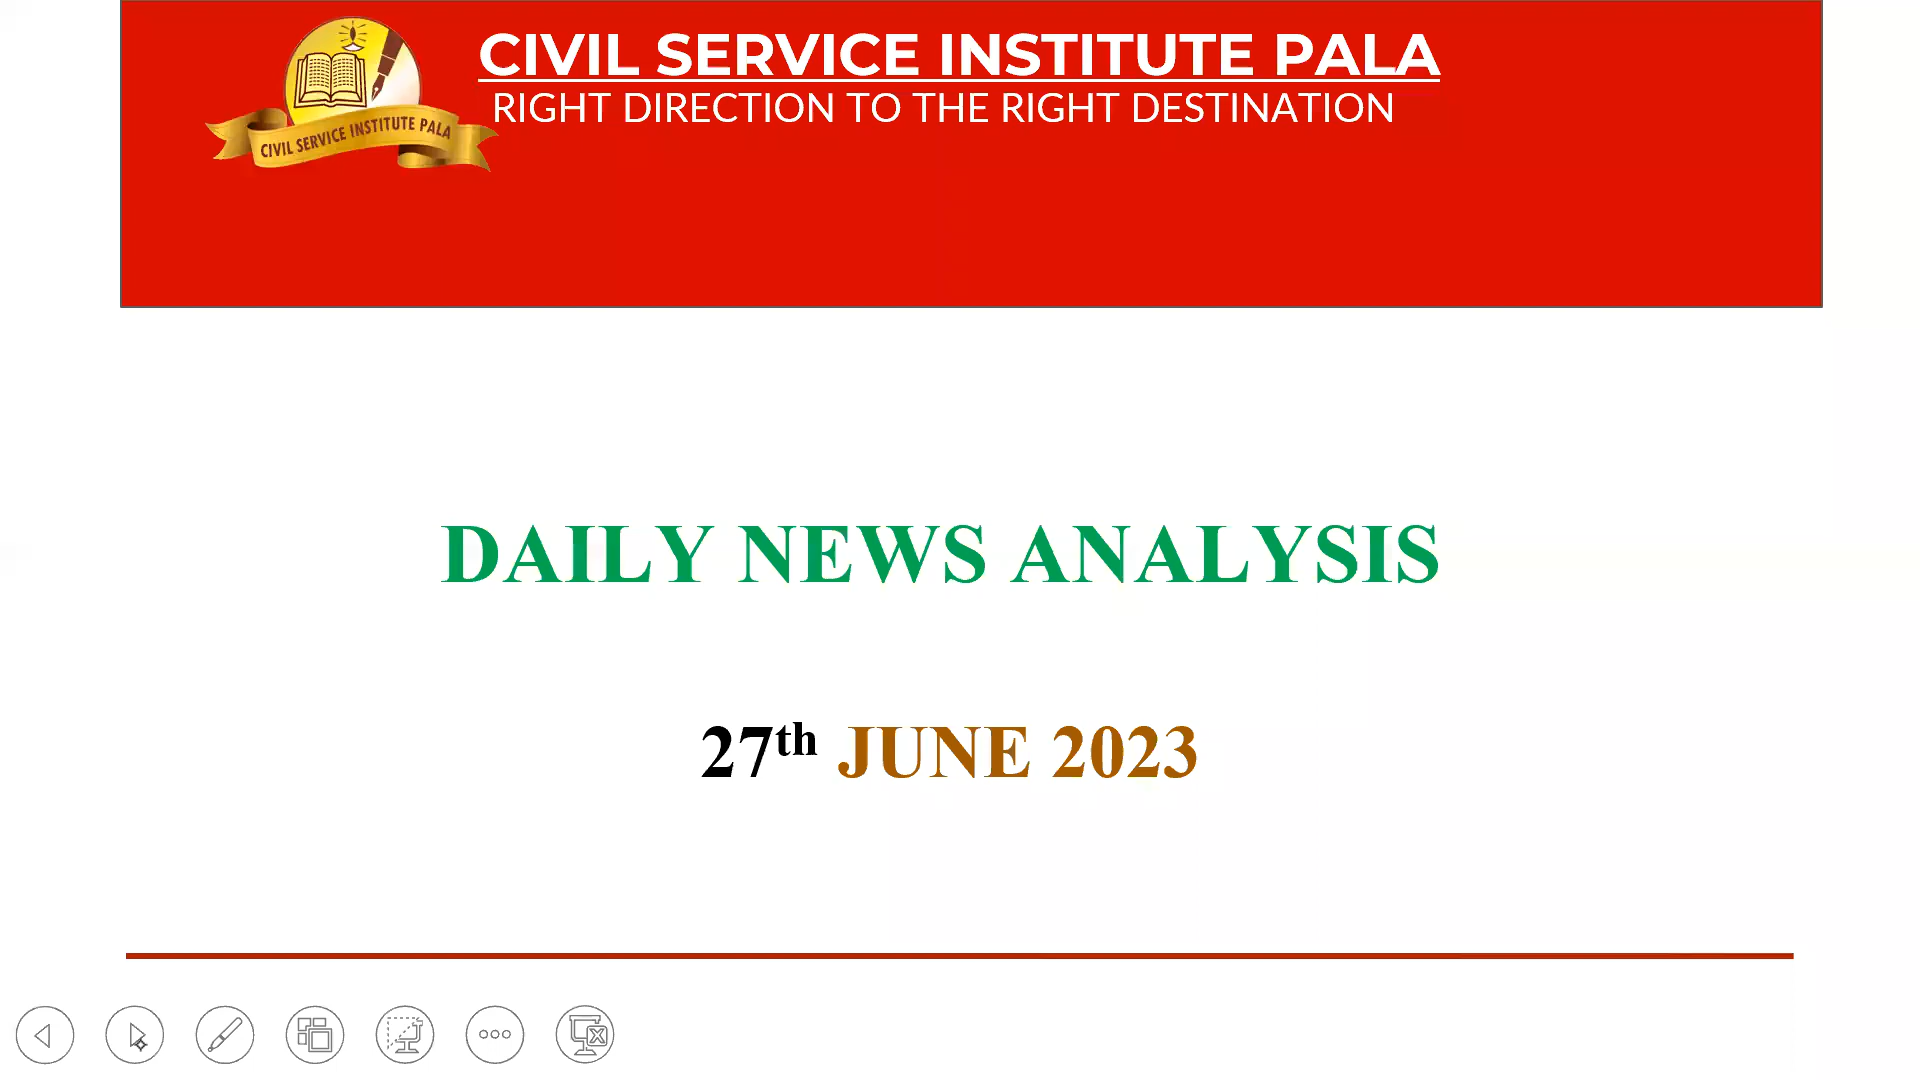 CIVIL SERVICE INSTITUTE PALA
RIGHT DIRECTION TO THE RIGHT DESTINATION
CIVIL SERVICE INSTITUTE PALA
DAILY NEWS ANALYSIS
27th JUNE 2023